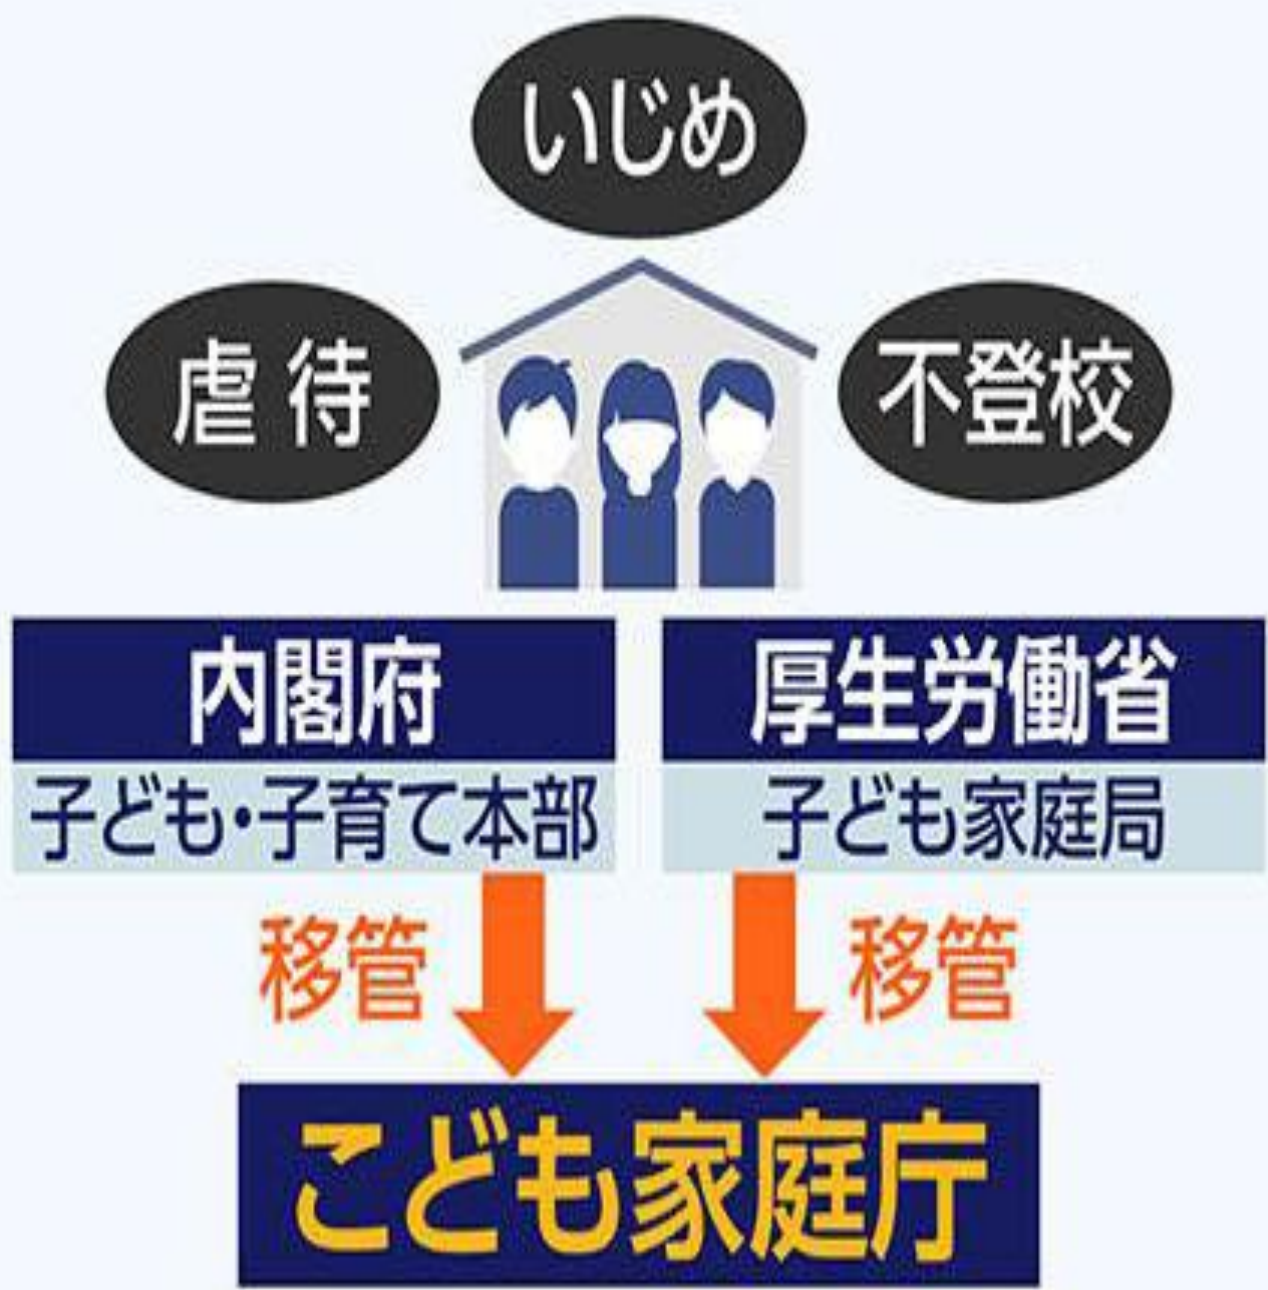 いじめ
虐待
不登校
内閣府
子ども・子育て本部
厚生労働省
子ども家庭局
移管
移管
こども家庭庁